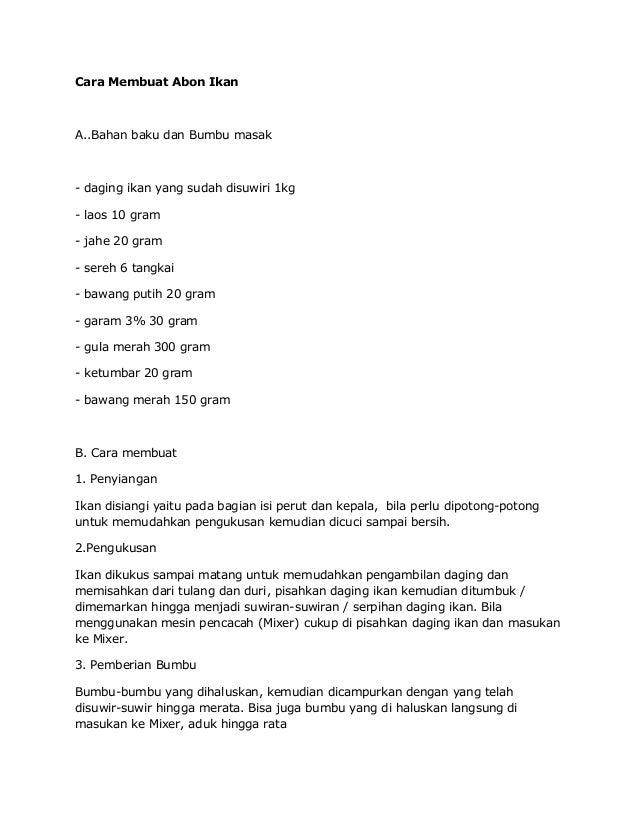 Cara Membuat Abon Ikan
A..Bahan baku dan Bumbu masak
- daging ikan yang sudah disuwiri 1kg
- laos 10 gram
- jahe 20 gram
- sereh 6 tangkai
- bawang putih 20 gram
- garam 3% 30 gram
- gula merah 300 gram
- ketumbar 20 gram
- bawang merah 150 gram
B. Cara membuat
1. Penyiangan
Ikan disiangi yaitu pada bagian isi perut dan kepala,  bila perlu dipotong-potong
untuk memudahkan pengukusan kemudian dicuci sampai bersih.
2.Pengukusan
Ikan dikukus sampai matang untuk memudahkan pengambilan daging dan
memisahkan dari tulang dan duri, pisahkan daging ikan kemudian ditumbuk /
dimemarkan hingga menjadi suwiran-suwiran / serpihan daging ikan. Bila
menggunakan mesin pencacah (Mixer) cukup di pisahkan daging ikan dan masukan
ke Mixer.
3. Pemberian Bumbu
Bumbu-bumbu yang dihaluskan, kemudian dicampurkan dengan yang telah
disuwir-suwir hingga merata. Bisa juga bumbu yang di haluskan langsung di
masukan ke Mixer, aduk hingga rata